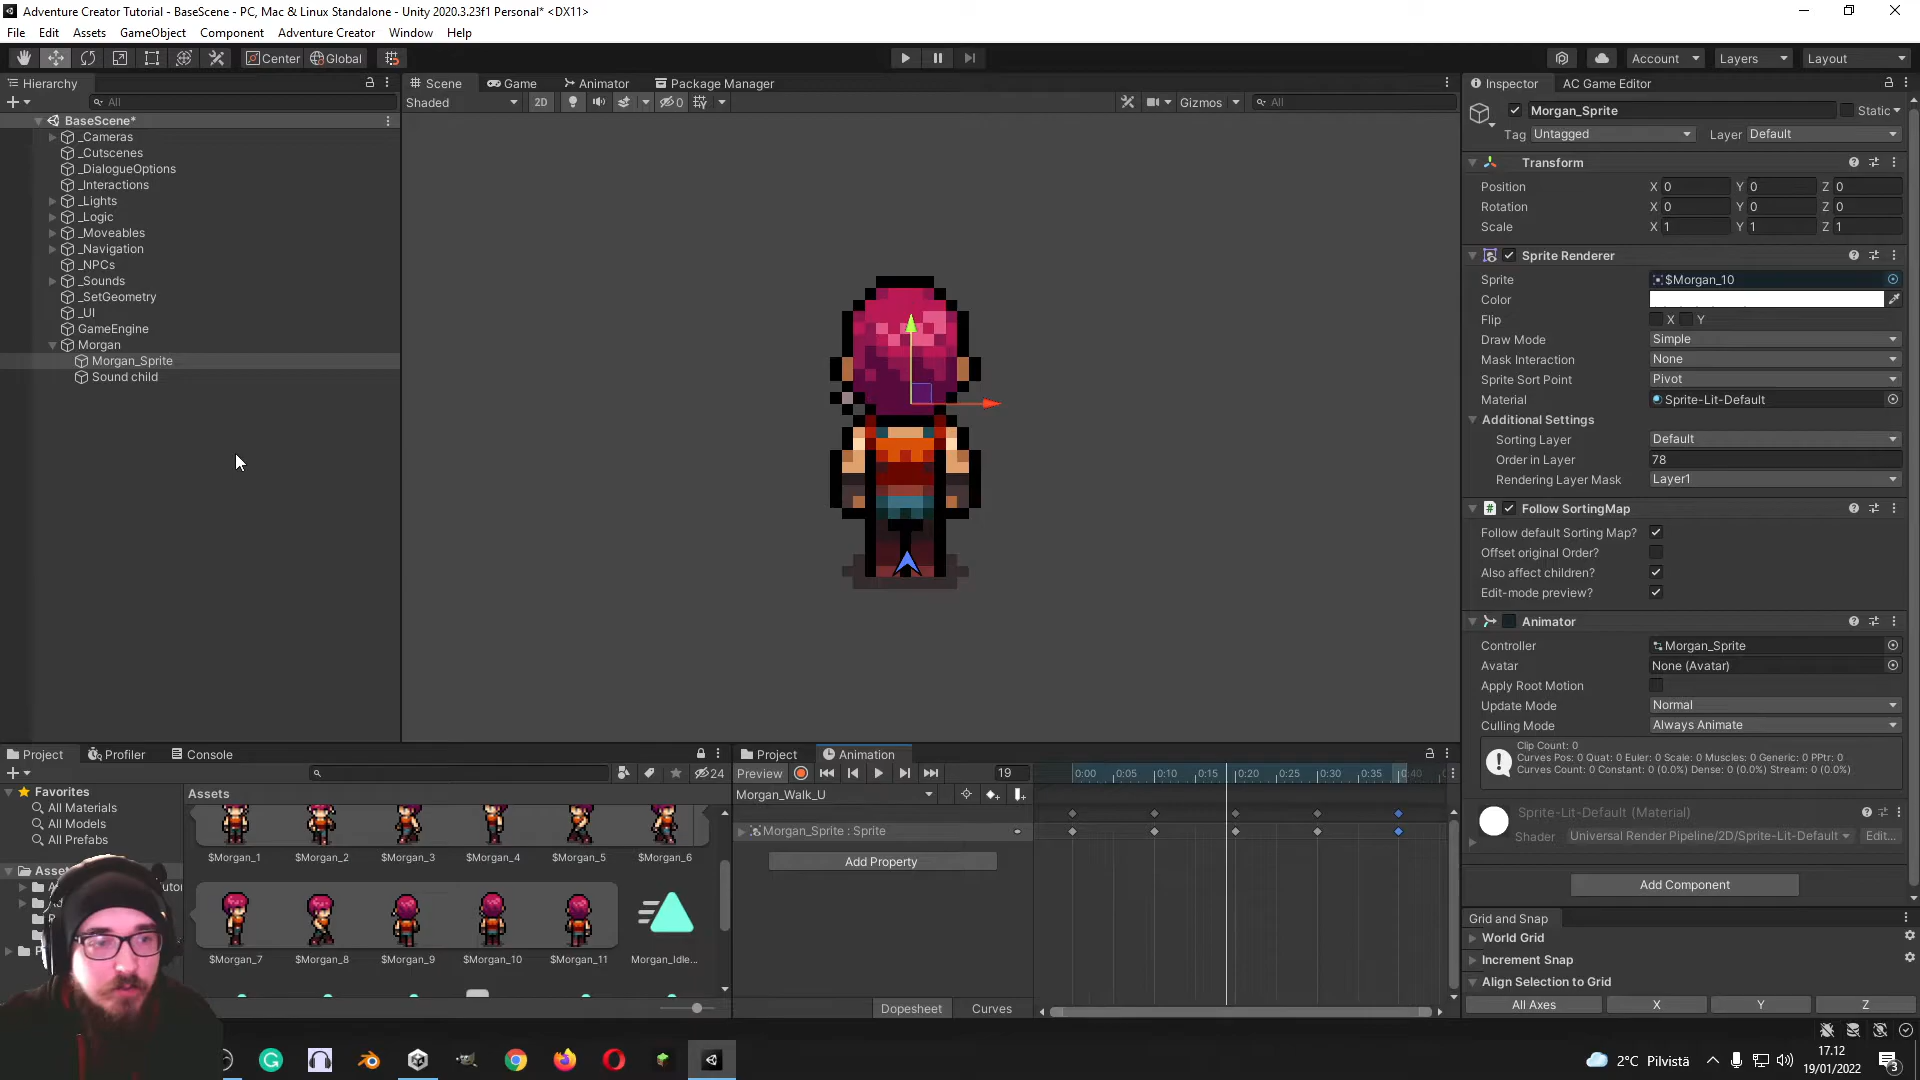 Adventure Creator Tutorial - BaseScene - PC, Mac & Linux Standalone - Unity 2020.3.23f1 Personal* <DX11>
File Edit Assets GameObject Component Adventure Creator Window Help
Center Global Account Layers Layout
Hierarchy Scene Game Animator Package Manager Inspector AC Game Editor
All Shaded 2D 0 Gizmos All
Morgan_Sprite Static
Tag Untagged Layer Default
BaseScene*
_Cameras
_Cutscenes
_DialogueOptions
_Interactions
_Lights
_Logic
_Moveables
_Navigation
_NPCs
_Sounds
_SetGeometry
_UI
GameEngine
Morgan
Morgan_Sprite
Sound child
Transform
Position X 0 Y 0 Z 0
Rotation X 0 Y 0 Z 0
Scale X 1 Y 1 Z 1
Sprite Renderer
Sprite $Morgan_10
Color
Flip X Y
Draw Mode Simple
Mask Interaction None
Sprite Sort Point Pivot
Material Sprite-Lit-Default
Additional Settings
Sorting Layer Default
Order in Layer 78
Rendering Layer Mask Layer1
Follow SortingMap
Follow default Sorting Map?
Offset original Order?
Also affect children?
Edit-mode preview?
Animator
Controller Morgan_Sprite
Avatar None (Avatar)
Apply Root Motion
Update Mode Normal
Culling Mode Always Animate
Clip Count: 0
Curves Pos: 0 Quat: 0 Euler: 0 Scale: 0 Muscles: 0 Generic: 0 PPtr: 0
Curves Count: 0 Constant: 0 (0.0%) Dense: 0 (0.0%) Stream: 0 (0.0%)
Sprite-Lit-Default (Material)
Shader Universal Render Pipeline/2D/Sprite-Lit-Default Edit...
Add Component
Grid and Snap
World Grid
Increment Snap
Align Selection to Grid
All Axes X Y Z
Project Profiler Console
24
Favorites
All Materials
All Models
All Prefabs
Assets
$Morgan_1 $Morgan_2 $Morgan_3 $Morgan_4 $Morgan_5 $Morgan_6
$Morgan_7 $Morgan_8 $Morgan_9 $Morgan_10 $Morgan_11 Morgan_Idle...
Project Animation
Preview 19 0:00 0:05 0:10 0:15 0:20 0:25 0:30 0:35 0:40
Morgan_Walk_U
Morgan_Sprite : Sprite
Add Property
Dopesheet Curves
2°C Pilvistä
17.12
19/01/2022
3